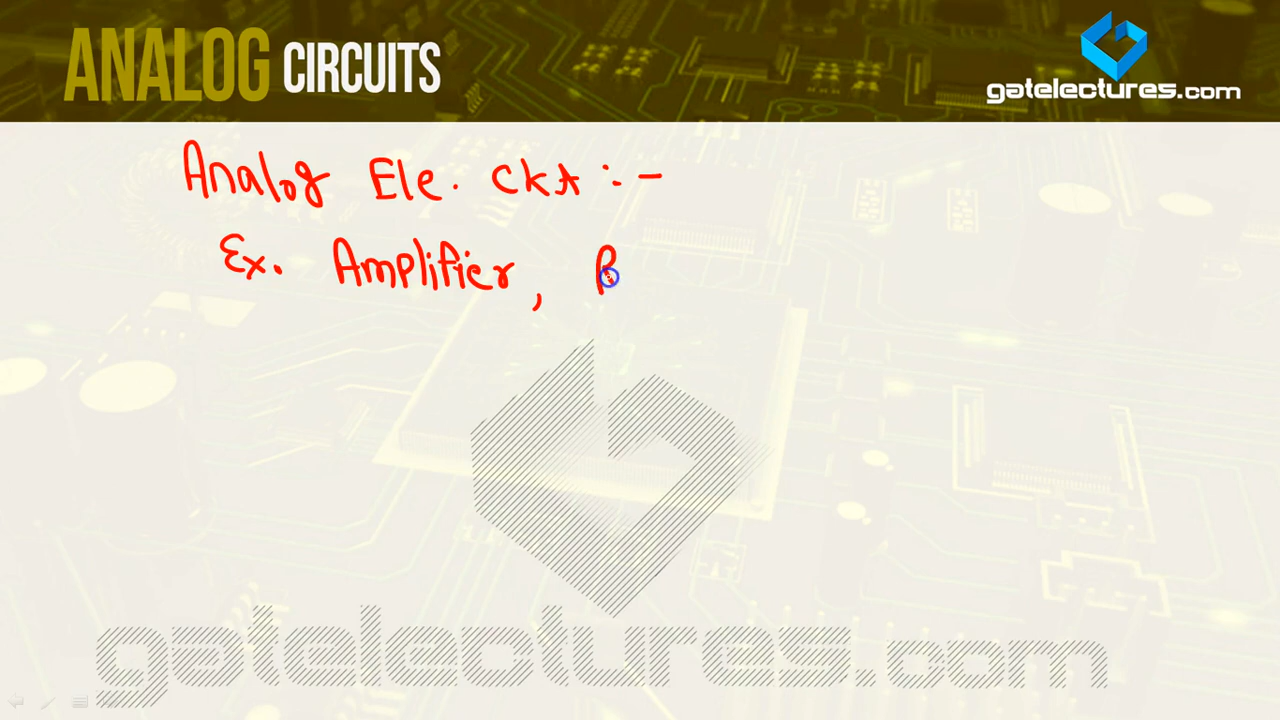 ANALOG CIRCUITS
gatelectures.com
Analog Ele. Ckt :-
Ex. Amplifier,
gatelectures.com